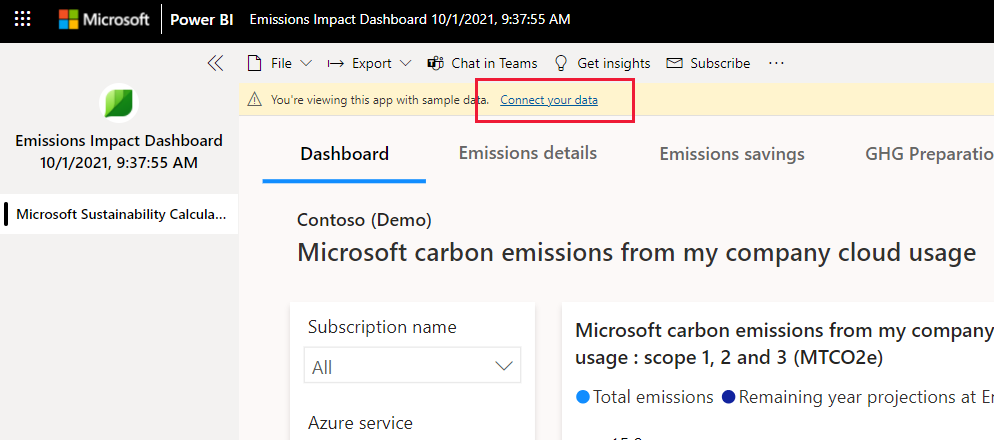 Microsoft Power BI Emissions Impact Dashboard 10/1/2021, 9:37:55 AM
File Export Chat in Teams Get insights Subscribe ...
You're viewing this app with sample data. Connect your data
Emissions Impact Dashboard
10/1/2021, 9:37:55 AM
Microsoft Sustainability Calcula...
Dashboard Emissions details Emissions savings GHG Preparatio
Contoso (Demo)
Microsoft carbon emissions from my company cloud usage
Subscription name
All
Azure service
Microsoft carbon emissions from my company
usage : scope 1, 2 and 3 (MTCO2e)
Total emissions Remaining year projections at E